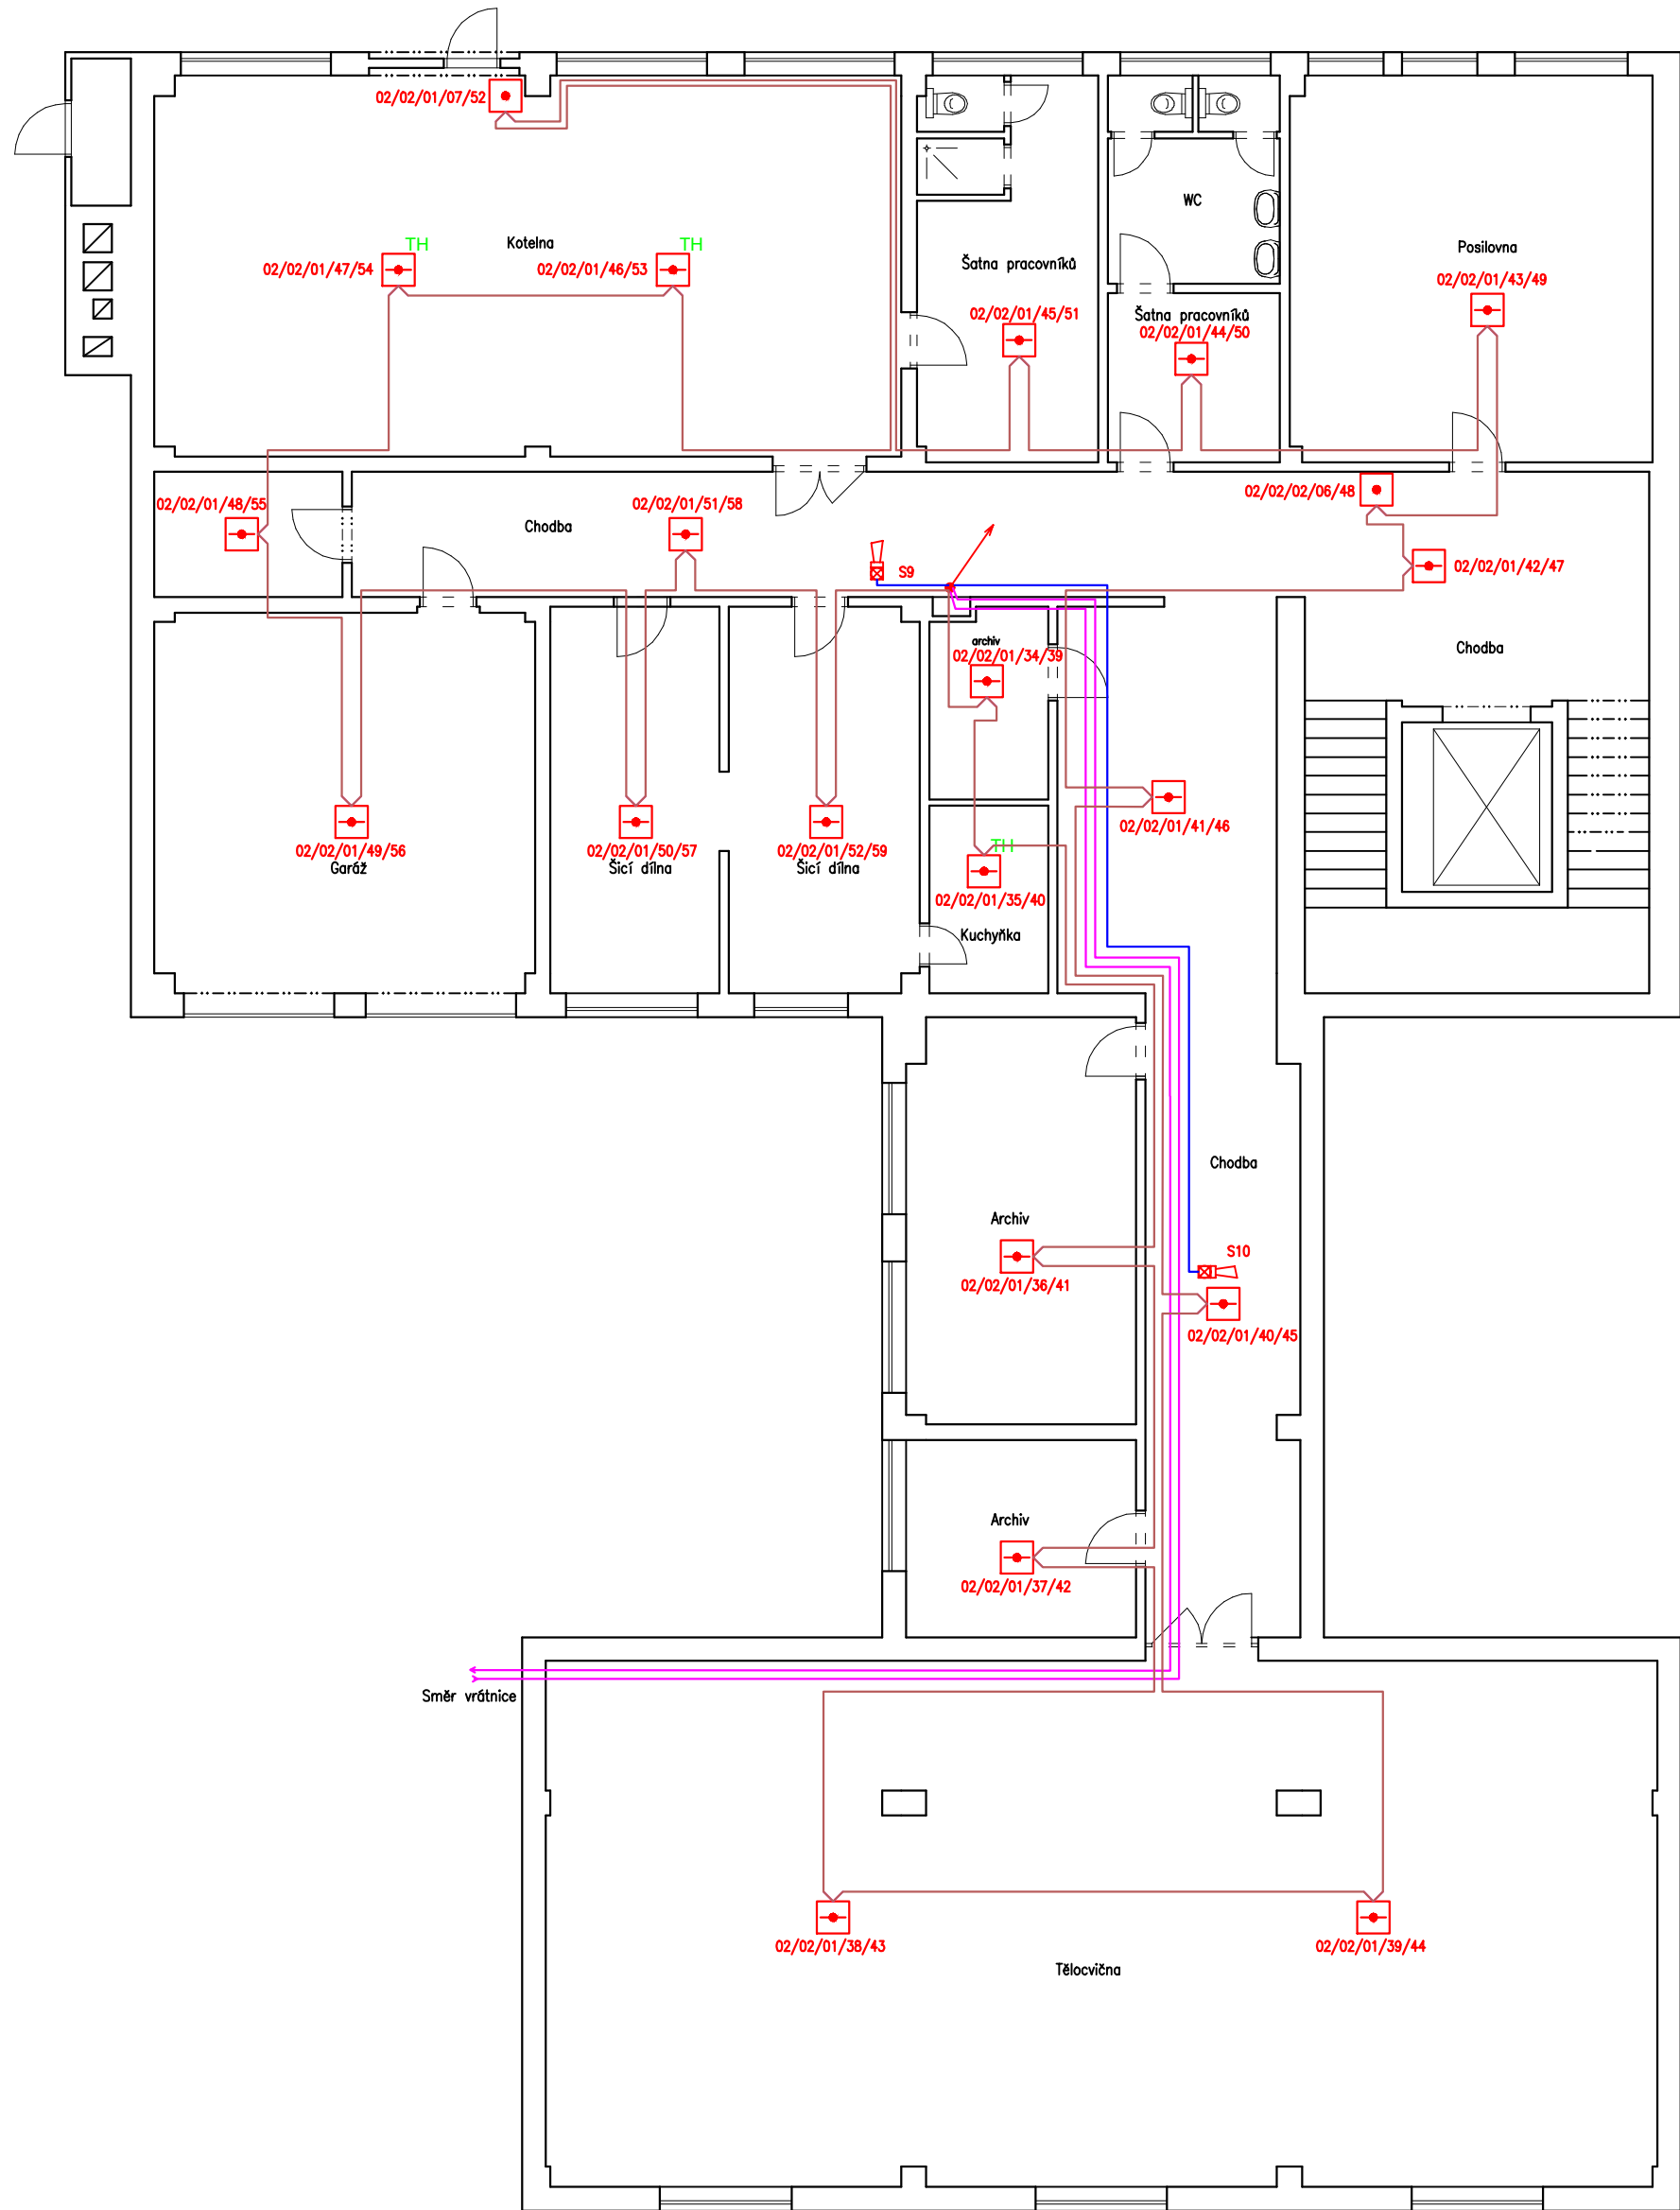 02/02/01/07/52
WC
TH
Kotelna
TH
Posilovna
02/02/01/47/54
02/02/01/46/53
Šatna pracovníků
02/02/01/43/49
02/02/01/45/51
Šatna pracovníků
02/02/01/44/50
02/02/02/06/48
02/02/01/48/55
02/02/01/51/58
Chodba
S9
02/02/01/42/47
archiv
02/02/01/34/39
Chodba
02/02/01/41/46
TH
02/02/01/49/56
Garáž
02/02/01/50/57
Šicí dílna
02/02/01/52/59
Šicí dílna
02/02/01/35/40
Kuchyňka
Chodba
Archiv
S10
02/02/01/36/41
02/02/01/40/45
Archiv
02/02/01/37/42
Směr vrátnice
02/02/01/38/43
02/02/01/39/44
Tělocvična